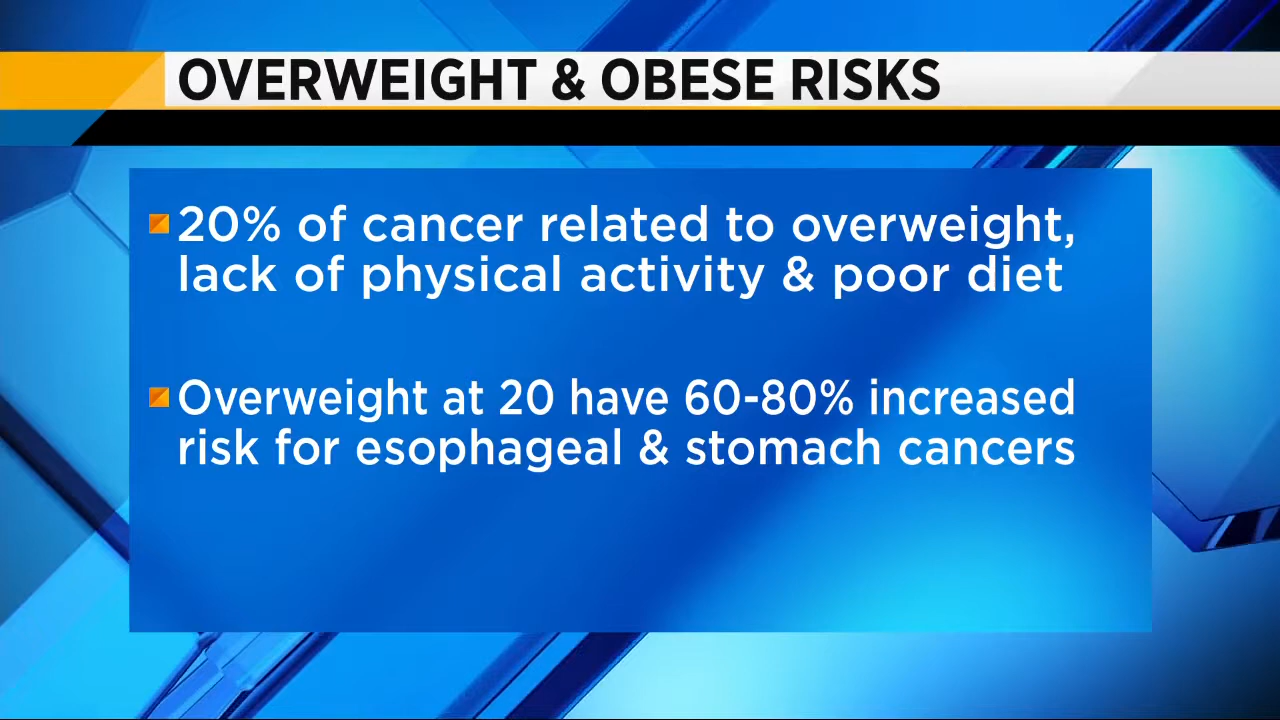 OVERWEIGHT & OBESE RISKS
20% of cancer related to overweight,
lack of physical activity & poor diet
Overweight at 20 have 60-80% increased
risk for esophageal & stomach cancers